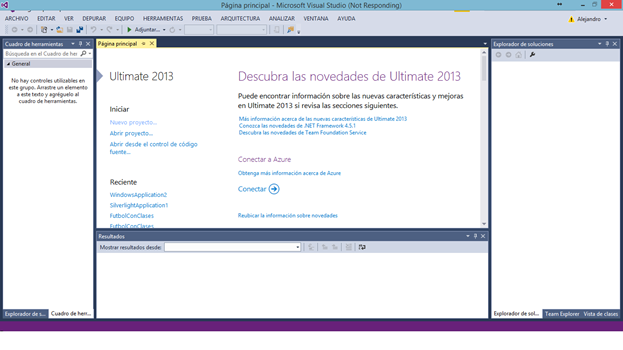 Página principal - Microsoft Visual Studio (Not Responding)
ARCHIVO EDITAR VER DEPURAR EQUIPO HERRAMIENTAS PRUEBA ARQUITECTURA ANALIZAR VENTANA AYUDA
Alejandro
Adjuntar...
Cuadro de herramientas
Búsqueda en el Cuadro de her
General
No hay controles utilizables en
este grupo. Arrastre un elemento
a este texto y agréguelo al
cuadro de herramientas.
Explorador de s...
Cuadro de herr...
Página principal
Ultimate 2013
Iniciar
Nuevo proyecto...
Abrir proyecto...
Abrir desde el control de código
fuente...
Reciente
WindowsApplication2
SilverlightApplication1
FutbolConClases
FutbolConClases
Descubra las novedades de Ultimate 2013
Puede encontrar información sobre las nuevas características y mejoras
en Ultimate 2013 si revisa las secciones siguientes.
Más información acerca de las nuevas características de Ultimate 2013
Conozca las novedades de .NET Framework 4.5.1
Descubra las novedades de Team Foundation Service
Conectar a Azure
Obtenga más información acerca de Azure
Conectar
Reubicar la información sobre novedades
Resultados
Mostrar resultados desde:
Explorador de soluciones
Explorador de sol...
Team Explorer
Vista de clases